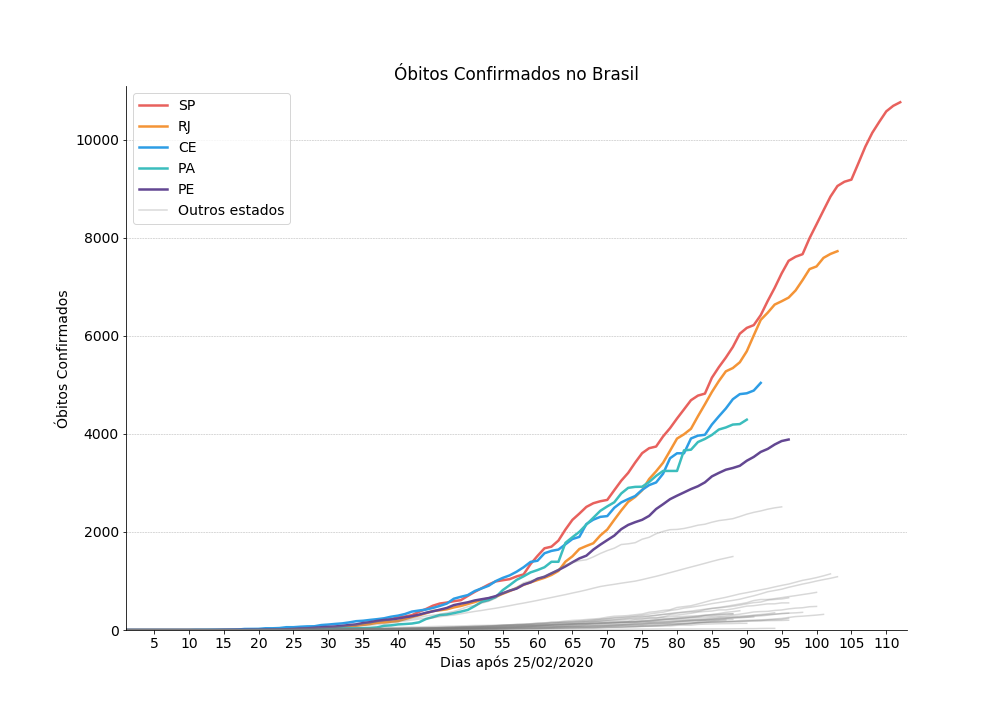 Óbitos Confirmados no Brasil
SP
RJ
CE
PA
PE
Outros estados
Óbitos Confirmados
10000
8000
6000
4000
2000
0
5 10 15 20 25 30 35 40 45 50 55 60 65 70 75 80 85 90 95 100 105 110
Dias após 25/02/2020